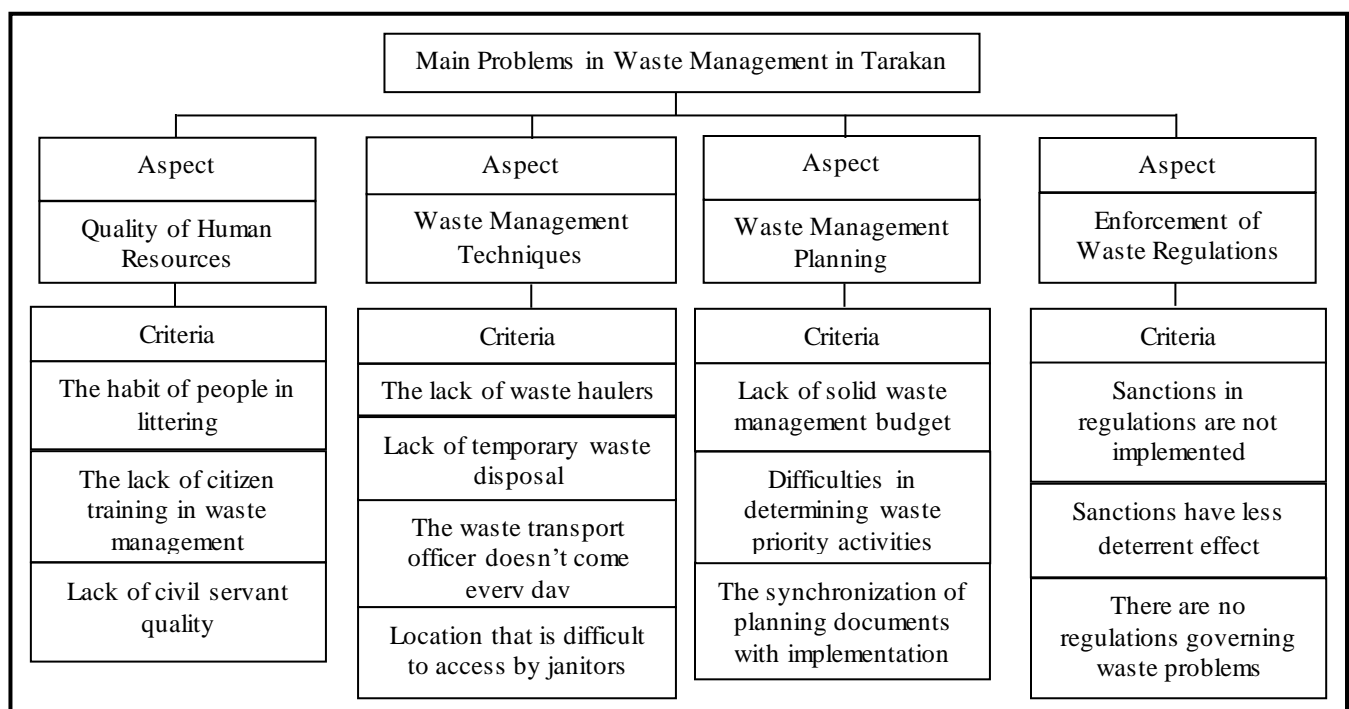 Main Problems in Waste Management in Tarakan
Aspect
Quality of Human
Resources
Criteria
The habit of people in
littering
The lack of citizen
training in waste
management
Lack of civil servant
quality
Aspect
Waste Management
Techniques
Criteria
The lack of waste haulers
Lack of temporary waste
disposal
The waste transport
officer doesn’t come
every day
Location that is difficult
to access by janitors
Aspect
Waste Management
Planning
Criteria
Lack of solid waste
management budget
Difficulties in
determining waste
priority activities
The synchronization of
planning documents
with implementation
Aspect
Enforcement of
Waste Regulations
Criteria
Sanctions in
regulations are not
implemented
Sanctions have less
deterrent effect
There are no
regulations governing
waste problems